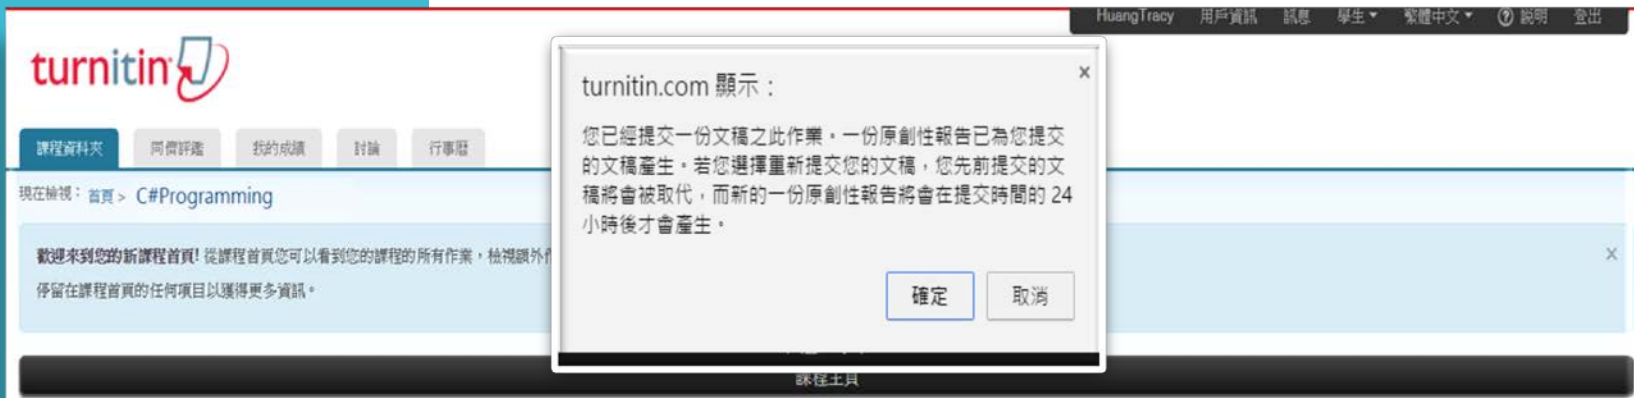 HuangTracy 用戶資訊 訊息 學生 繁體中文 ? 說明 登出
turnitin
課程資料夾 同儕評鑑 我的成績 討論 行事曆
現在檢視： 首頁 > C#Programming
歡迎來到您的新課程首頁! 從課程首頁您可以看到您的課程的所有作業，檢視額外
停留在課程首頁的任何項目以獲得更多資訊。
x
turnitin.com 顯示：
x
您已經提交一份文稿之此作業。一份原創性報告已為您提交
的文稿產生。若您選擇重新提交您的文稿，您先前提交的文
稿將會被取代，而新的一份原創性報告將會在提交時間的 24
小時後才會產生。
確定 取消
課程主頁